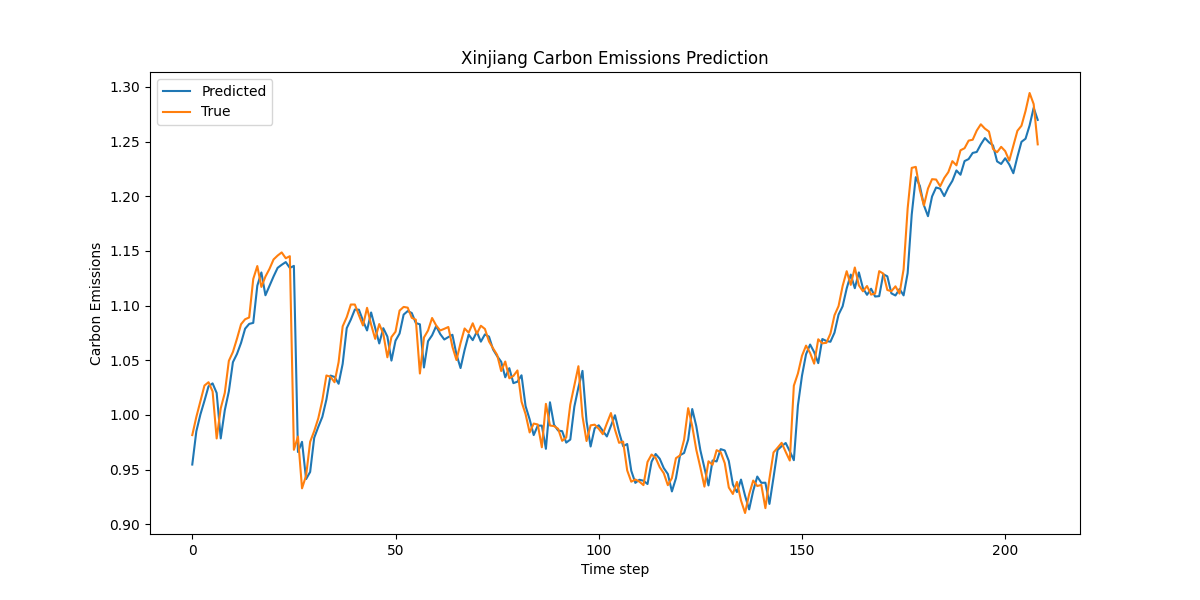 Xinjiang Carbon Emissions Prediction
Predicted
True
Carbon Emissions
1.30
1.25
1.20
1.15
1.10
1.05
1.00
0.95
0.90
0
50
100
150
200
Time step